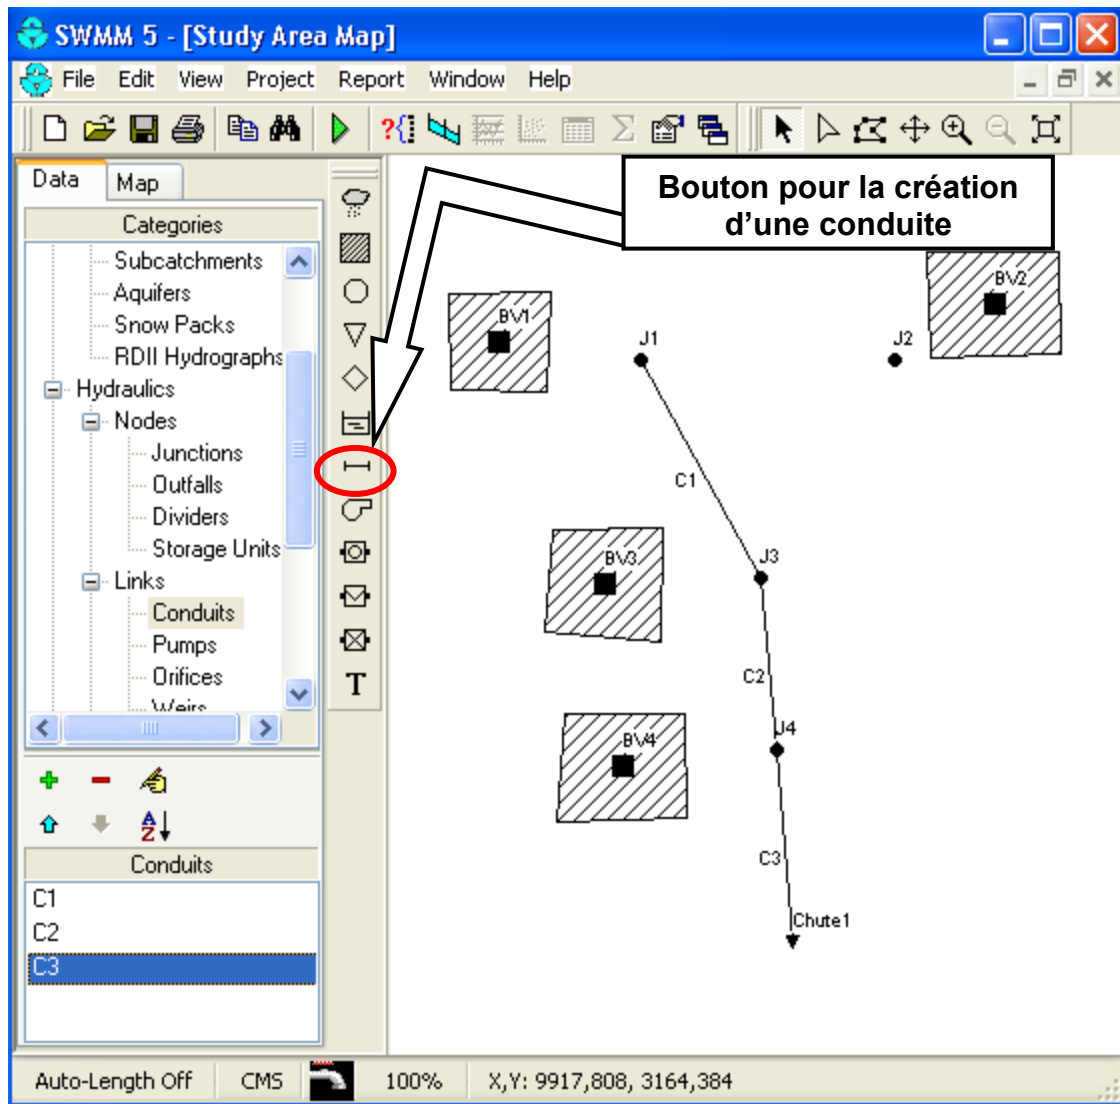 SWMM 5 - [Study Area Map]
File Edit View Project Report Window Help
Data Map
Categories
Subcatchments
Aquifers
Snow Packs
RDII Hydrographs
Hydraulics
Nodes
Junctions
Outfalls
Dividers
Storage Units
Links
Conduits
Pumps
Orifices
Weirs
Conduits
C1
C2
C3
T
Bouton pour la création
d'une conduite
BV1
BV2
J1
J2
C1
BV3
J3
C2
BV4
J4
C3
Chute1
Auto-Length Off CMS 100% X,Y: 9917,808, 3164,384